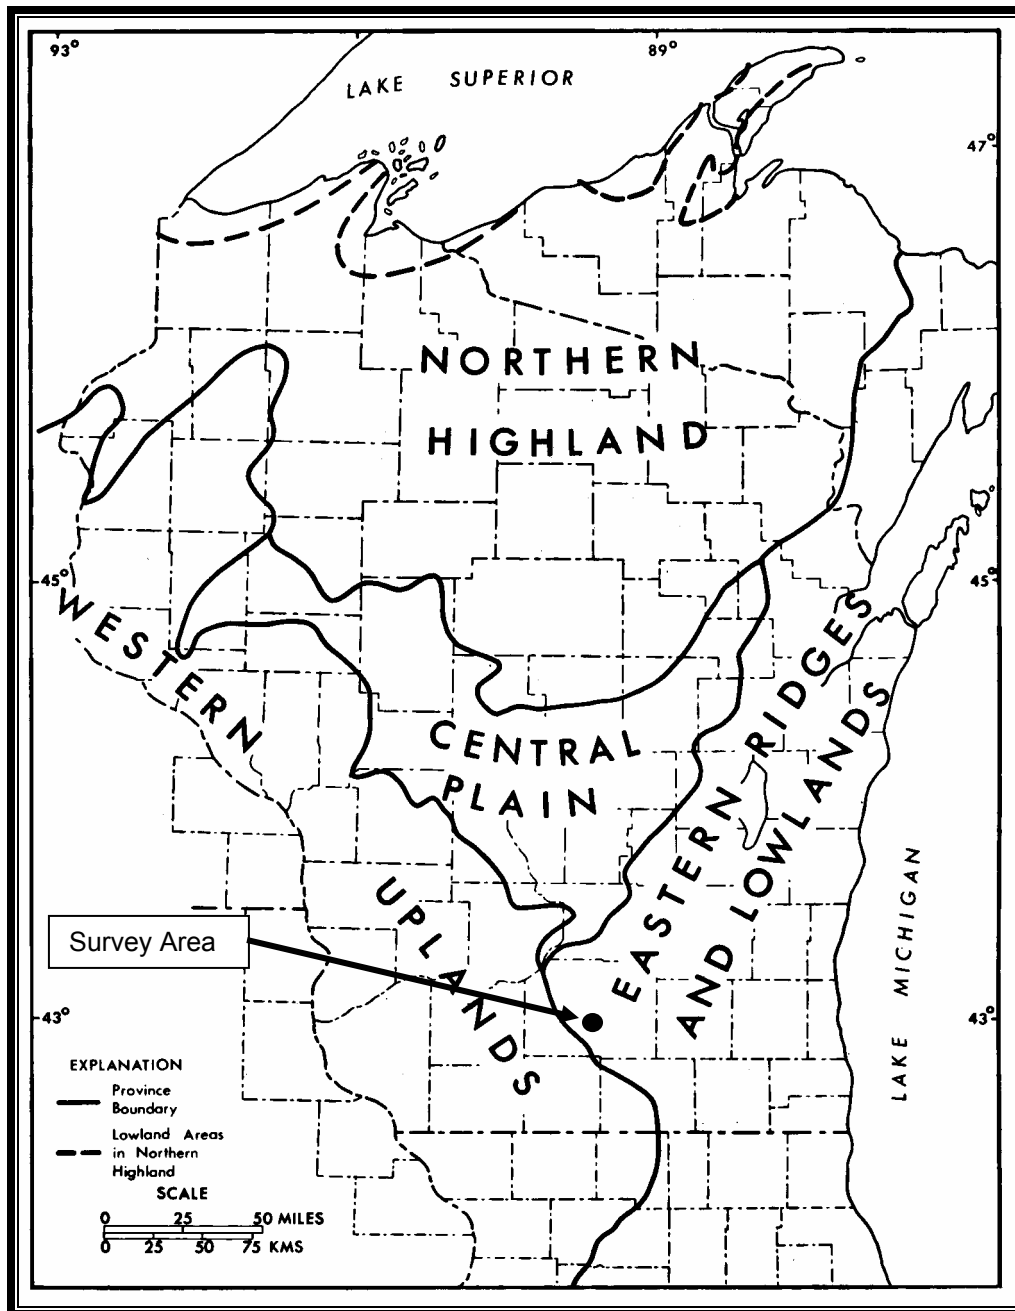 93°
89°
LAKE SUPERIOR
47°
NORTHERN
HIGHLAND
45°
45°
WESTERN
UPLANDS
CENTRAL
PLAIN
EASTERN RIDGES
AND LOWLANDS
LAKE MICHIGAN
Survey Area
43°
43°
EXPLANATION
Province
Boundary
Lowland Areas
in Northern
Highland
SCALE
0 25 50 MILES
0 25 50 75 KMS